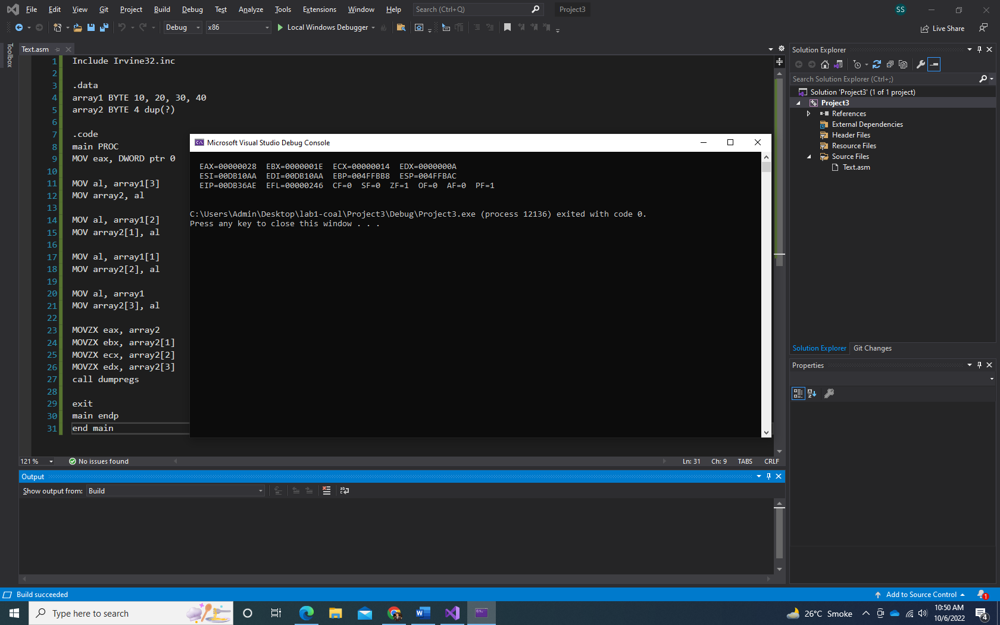 File Edit View Git Project Build Debug Test Analyze Tools Extensions Window Help Search (Ctrl+Q) Project3 SS
Debug x86 Local Windows Debugger Live Share
Toolbox
Text.asm
1 Include Irvine32.inc
2
3 .data
4 array1 BYTE 10, 20, 30, 40
5 array2 BYTE 4 dup(?)
6
7 .code
8 main PROC
9 MOV eax, DWORD ptr 0
10
11 MOV al, array1[3]
12 MOV array2, al
13
14 MOV al, array1[2]
15 MOV array2[1], al
16
17 MOV al, array1[1]
18 MOV array2[2], al
19
20 MOV al, array1
21 MOV array2[3], al
22
23 MOVZX eax, array2
24 MOVZX ebx, array2[1]
25 MOVZX ecx, array2[2]
26 MOVZX edx, array2[3]
27 call dumpregs
28
29 exit
30 main endp
31 end main
Microsoft Visual Studio Debug Console
EAX=00000028 EBX=0000001E ECX=00000014 EDX=0000000A
ESI=00DB10AA EDI=00DB10AA EBP=004FFBB8 ESP=004FFBAC
EIP=00DB36AE EFL=00000246 CF=0 SF=0 ZF=1 OF=0 AF=0 PF=1
C:\Users\Admin\Desktop\lab1-coal\Project3\Debug\Project3.exe (process 12136) exited with code 0.
Press any key to close this window . . .
121 % No issues found Ln: 31 Ch: 9 TABS CRLF
Output
Show output from: Build
Solution Explorer
Search Solution Explorer (Ctrl+;)
Solution 'Project3' (1 of 1 project)
Project3
References
External Dependencies
Header Files
Resource Files
Source Files
Text.asm
Solution Explorer Git Changes
Properties
Build succeeded Add to Source Control 1
Type here to search 26°C Smoke 10:50 AM
10/6/2022 4